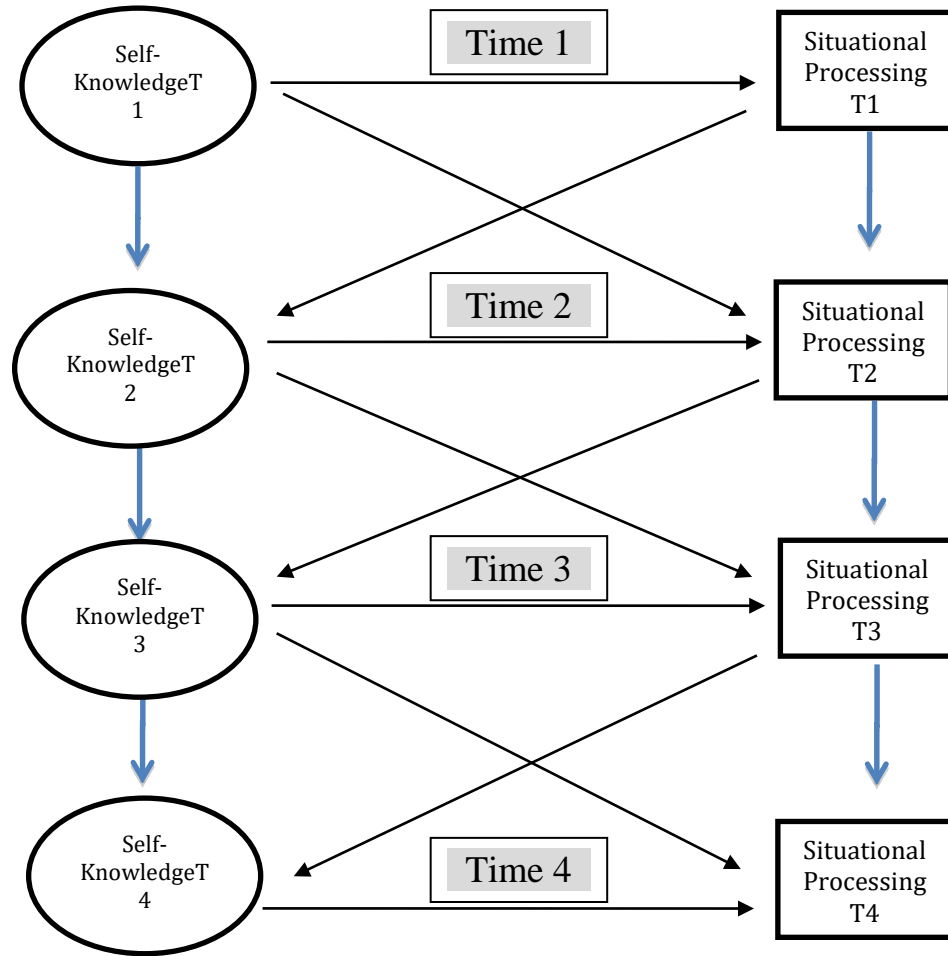 Time 1
Self-
KnowledgeT
1
Situational
Processing
T1
Time 2
Self-
KnowledgeT
2
Situational
Processing
T2
Time 3
Self-
KnowledgeT
3
Situational
Processing
T3
Time 4
Self-
KnowledgeT
4
Situational
Processing
T4